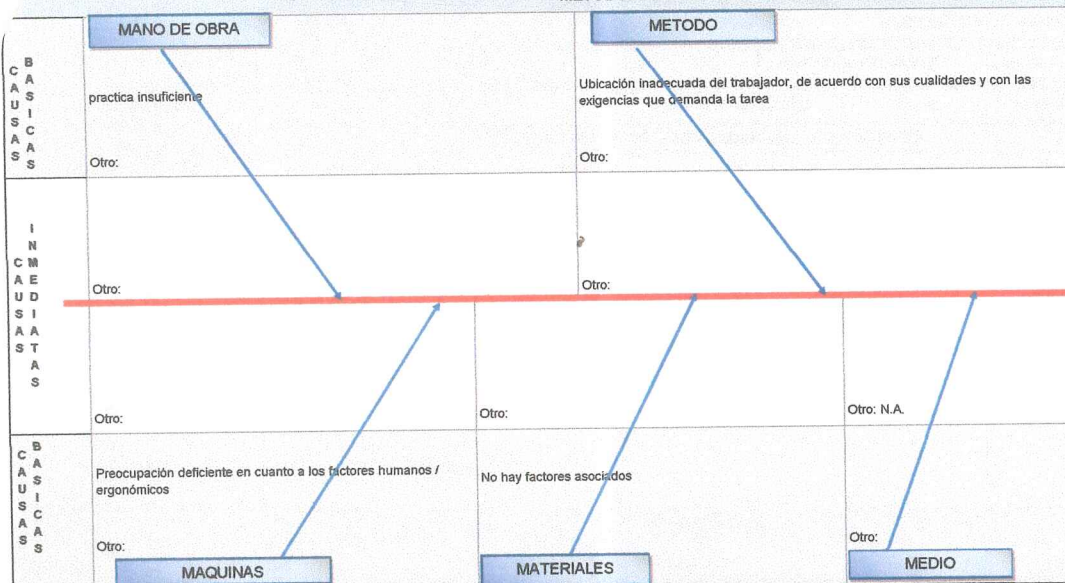 MANO DE OBRA
METODO
CAUSAS BASICAS
practica insuficiente
Ubicación inadecuada del trabajador, de acuerdo con sus cualidades y con las
exigencias que demanda la tarea
Otro:
Otro:
CAUSAS INMEDIATAS
Otro:
Otro:
Otro:
Otro:
Otro: N.A.
CAUSAS BASICAS
Preocupación deficiente en cuanto a los factores humanos /
ergonómicos
No hay factores asociados
Otro:
Otro:
MAQUINAS
MATERIALES
MEDIO